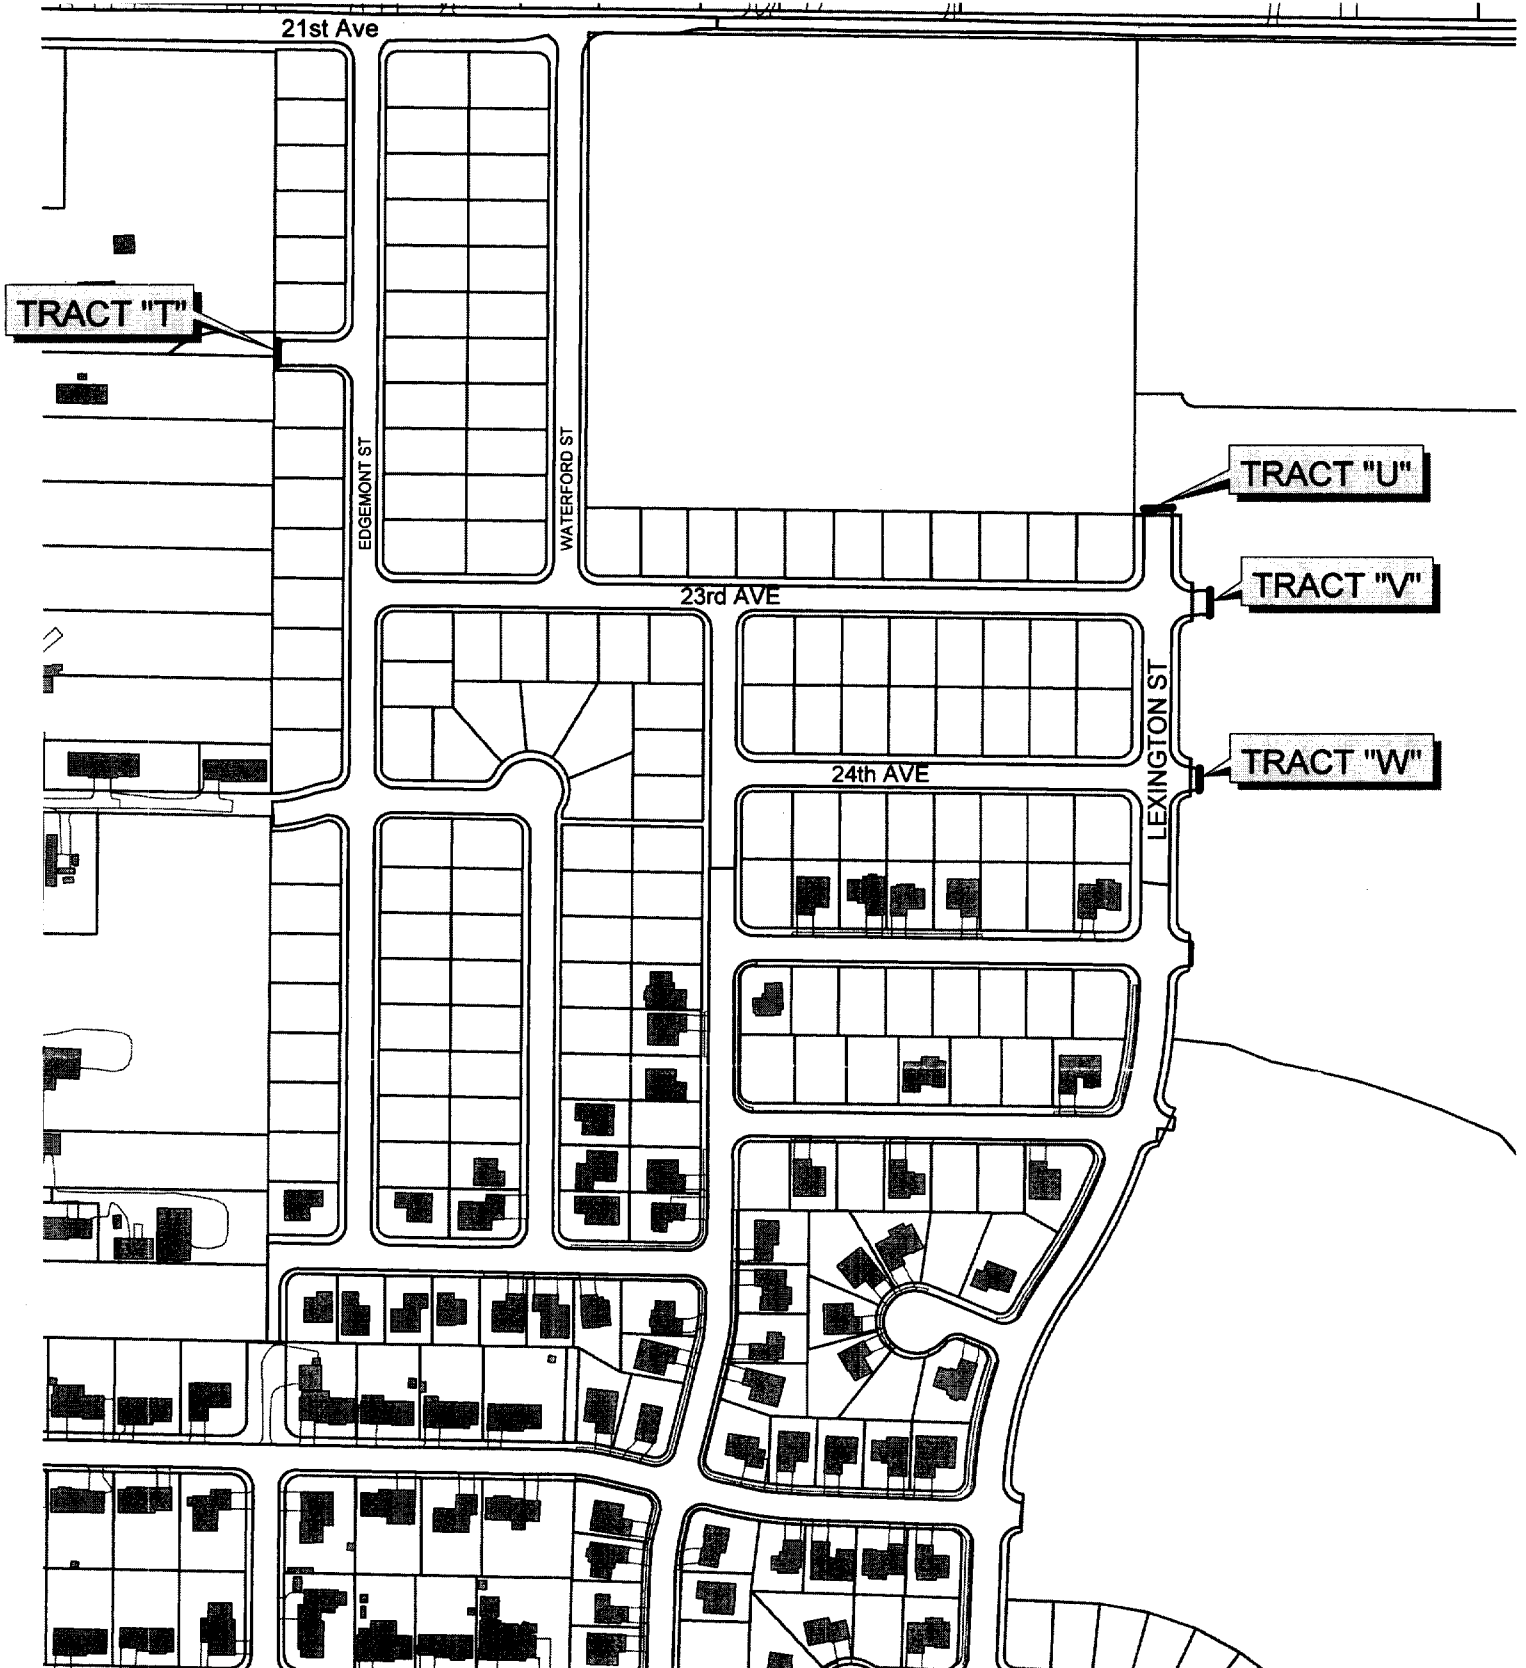 21st Ave
TRACT "T"
EDGEMONT ST
WATERFORD ST
TRACT "U"
TRACT "V"
23rd AVE
LEXINGTON ST
TRACT "W"
24th AVE